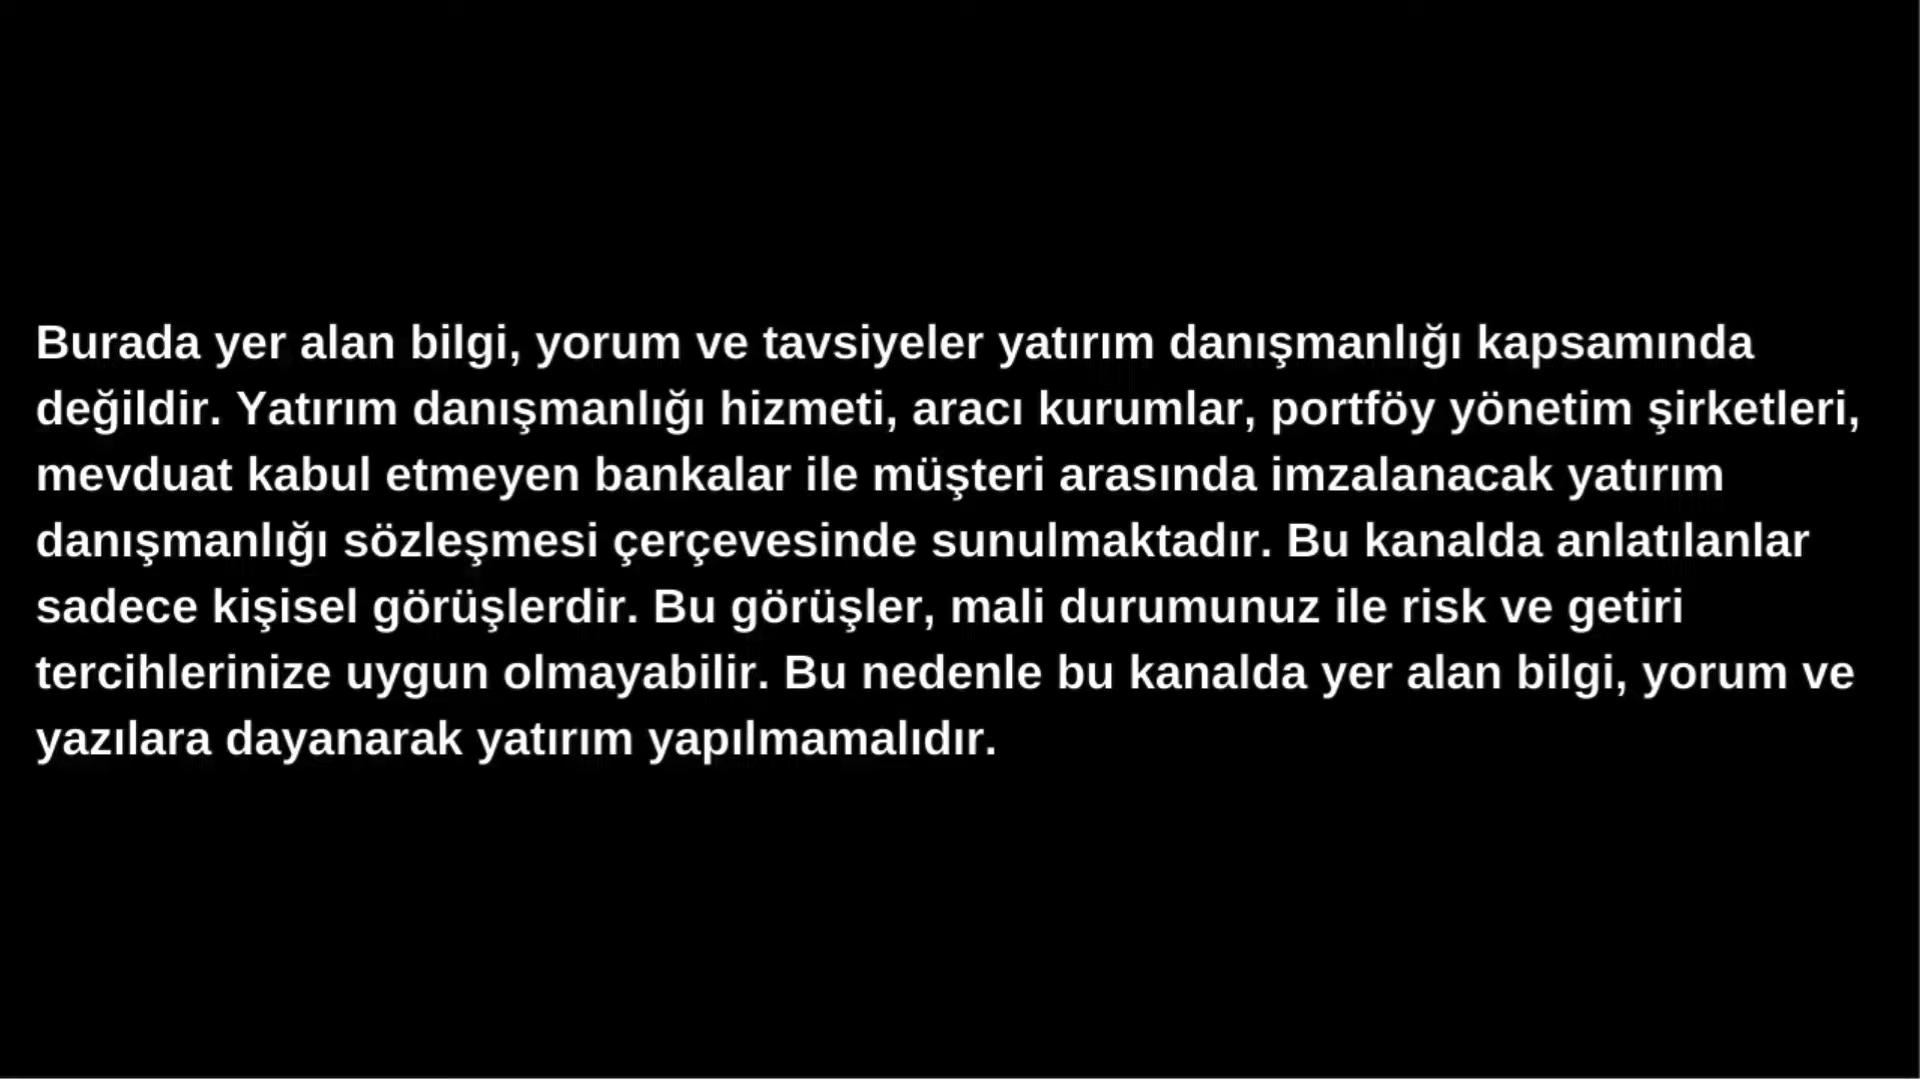 Burada yer alan bilgi, yorum ve tavsiyeler yatırım danışmanlığı kapsamında
değildir. Yatırım danışmanlığı hizmeti, aracı kurumlar, portföy yönetim şirketleri,
mevduat kabul etmeyen bankalar ile müşteri arasında imzalanacak yatırım
danışmanlığı sözleşmesi çerçevesinde sunulmaktadır. Bu kanalda anlatılanlar
sadece kişisel görüşlerdir. Bu görüşler, mali durumunuz ile risk ve getiri
tercihlerinize uygun olmayabilir. Bu nedenle bu kanalda yer alan bilgi, yorum ve
yazılara dayanarak yatırım yapılmamalıdır.